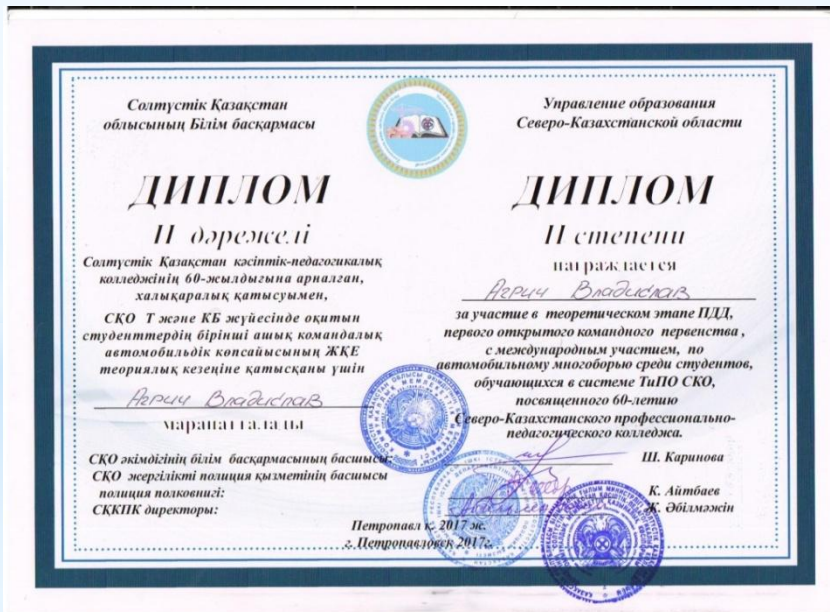 Солтүстік Қазақстан
облысының Білім басқармасы
ДИПЛОМ
II дәрежелі
Солтүстік Қазақстан кәсіптік-педагогикалық
колледжінің 60-жылдығына арналған,
халықаралық қатысуымен,
СҚО Т және КБ жүйесінде оқитын
студенттердің бірінші ашық командалық
автомобильдік көпсайысының ЖҚЕ
теориялық кезеңіне қатысқаны үшін
Агрич Владислав
марапатталады
Управление образования
Северо-Казахстанской области
ДИПЛОМ
II степени
награждается
Агрич Владислав
за участие в теоретическом этапе ПДД,
первого открытого командного первенства ,
с международным участием, по
автомобильному многоборью среди студентов,
обучающихся в системе ТиПО СКО,
посвященного 60-летию
Северо-Казахстанского профессионально-
педагогического колледжа.
СҚО әкімдігінің білім басқармасының басшысы: Ш. Каринова
СҚО жергілікті полиция қызметінің басшысы
полиция полковнигі: К. Айтбаев
СҚКПК директоры: Ж. Әбілмәжін
Петропавл қ. 2017 ж.
г. Петропавловск 2017г.